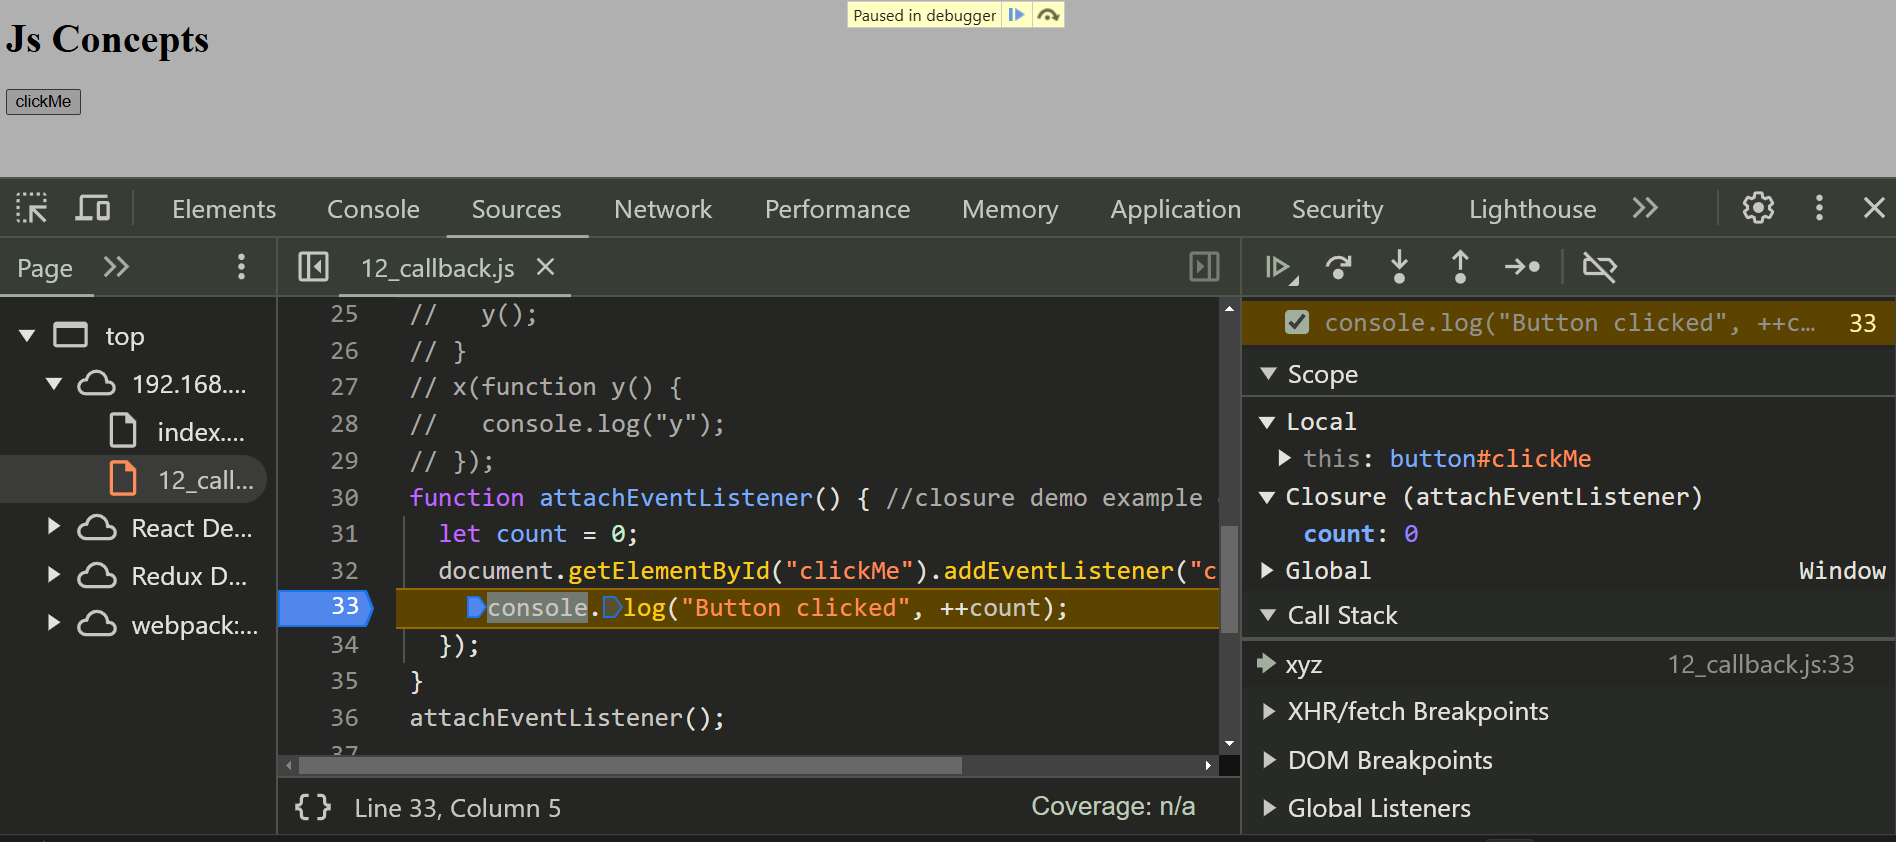 Paused in debugger
Js Concepts
clickMe
Elements Console Sources Network Performance Memory Application Security Lighthouse
Page
12_callback.js
top
192.168....
index....
12_call...
React De...
Redux D...
webpack:...
25 //   y();
26 // }
27 // x(function y() {
28 //   console.log("y");
29 // });
30 function attachEventListener() { //closure demo example
31   let count = 0;
32   document.getElementById("clickMe").addEventListener("c
33     console.log("Button clicked", ++count);
34   });
35 }
36 attachEventListener();
37
{} Line 33, Column 5 Coverage: n/a
console.log("Button clicked", ++c... 33
Scope
Local
this: button#clickMe
Closure (attachEventListener)
count: 0
Global Window
Call Stack
xyz 12_callback.js:33
XHR/fetch Breakpoints
DOM Breakpoints
Global Listeners